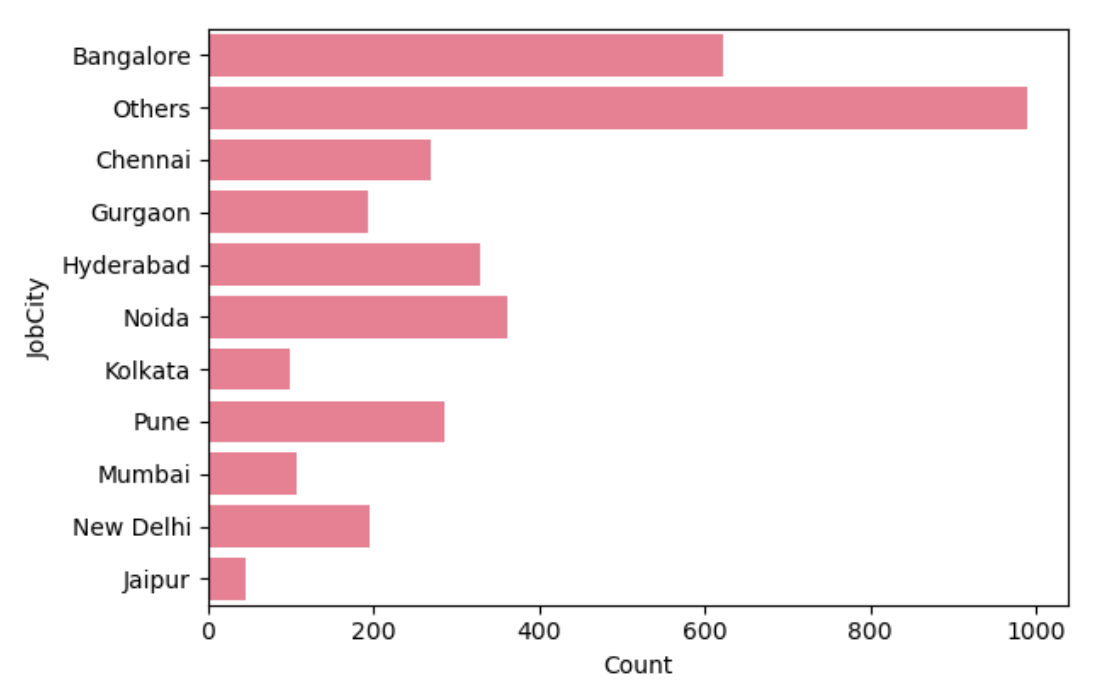 Bangalore
Others
Chennai
Gurgaon
Hyderabad
Noida
Kolkata
Pune
Mumbai
New Delhi
Jaipur
JobCity
0 200 400 600 800 1000
Count